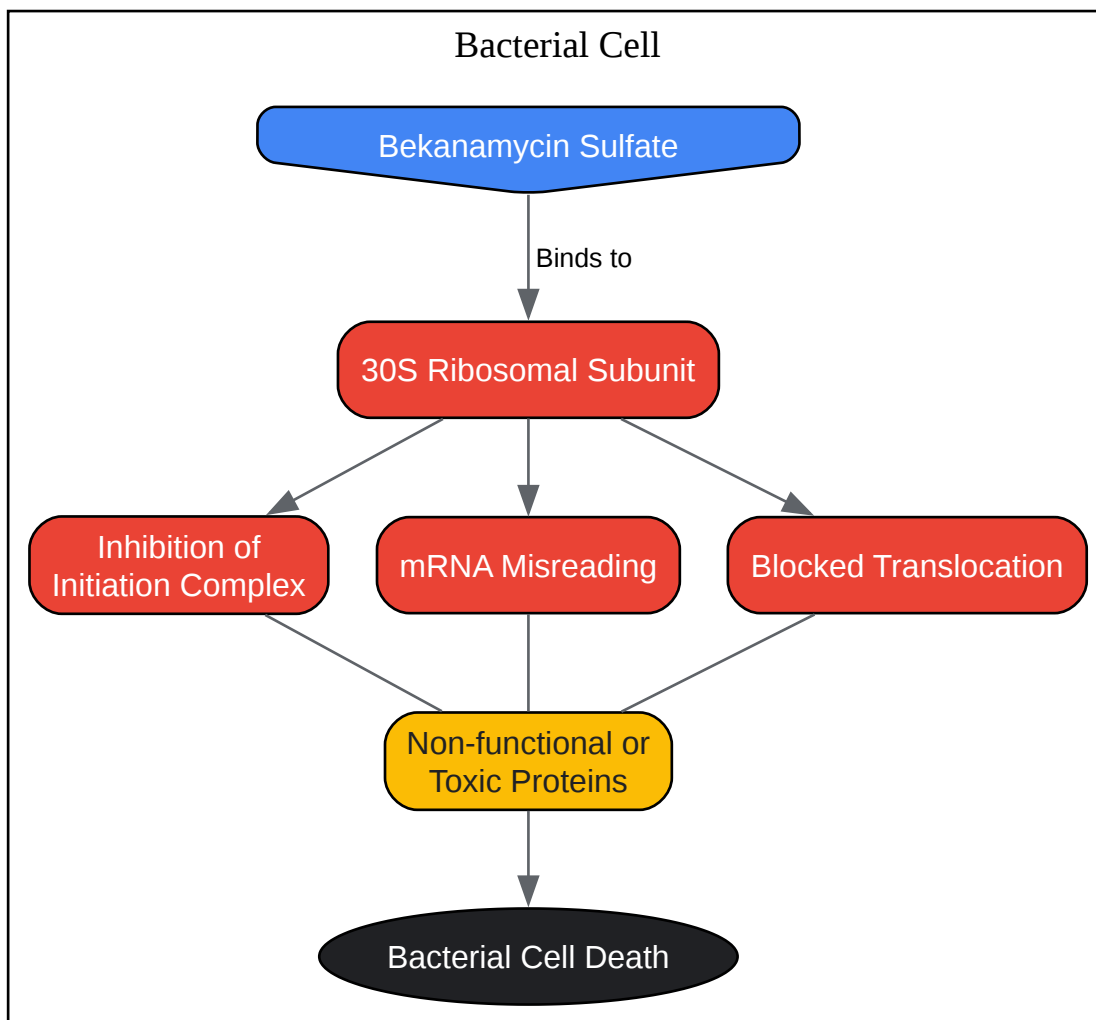 Bacterial Cell
Bekanamycin Sulfate
Binds to
30S Ribosomal Subunit
Inhibition of
Initiation Complex
mRNA Misreading
Blocked Translocation
Non-functional or
Toxic Proteins
Bacterial Cell Death